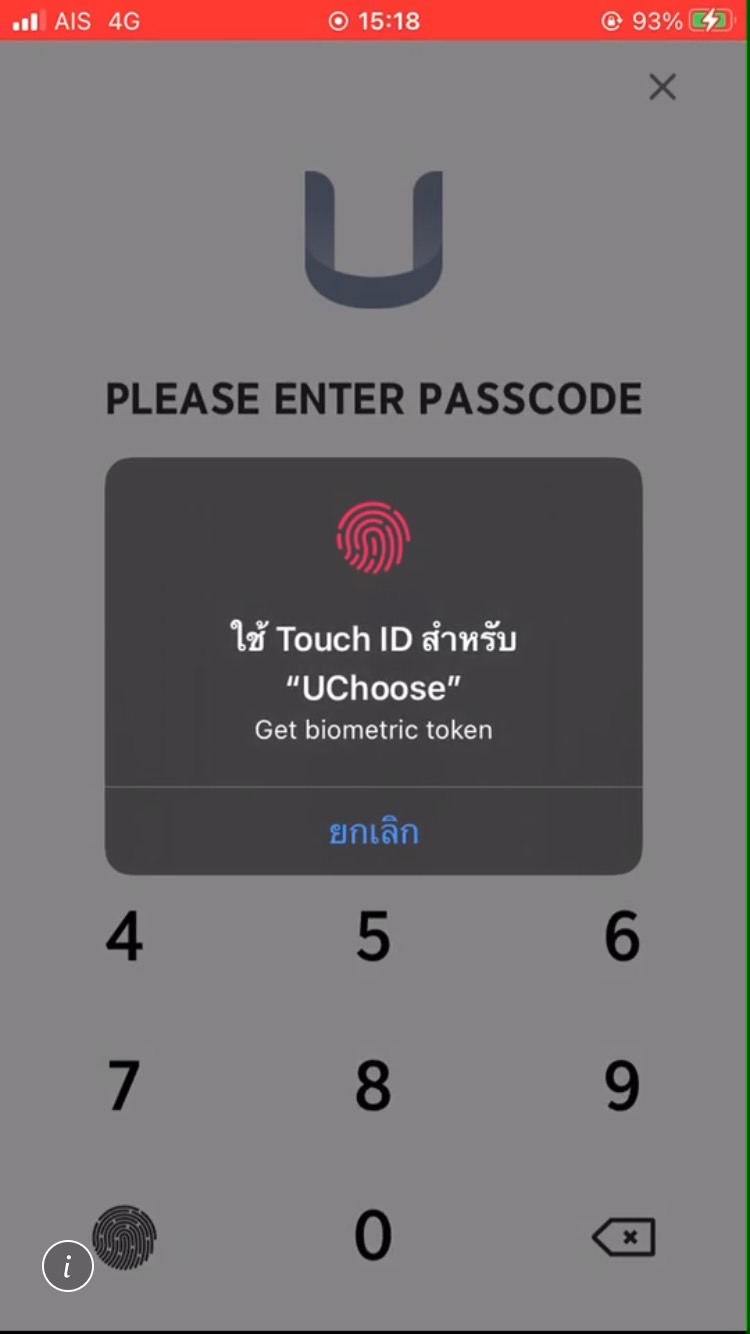 AIS 4G 15:18 93%
U
PLEASE ENTER PASSCODE
ใช้ Touch ID สำหรับ
“UChoose”
Get biometric token
ยกเลิก
4 5 6
7 8 9
i 0